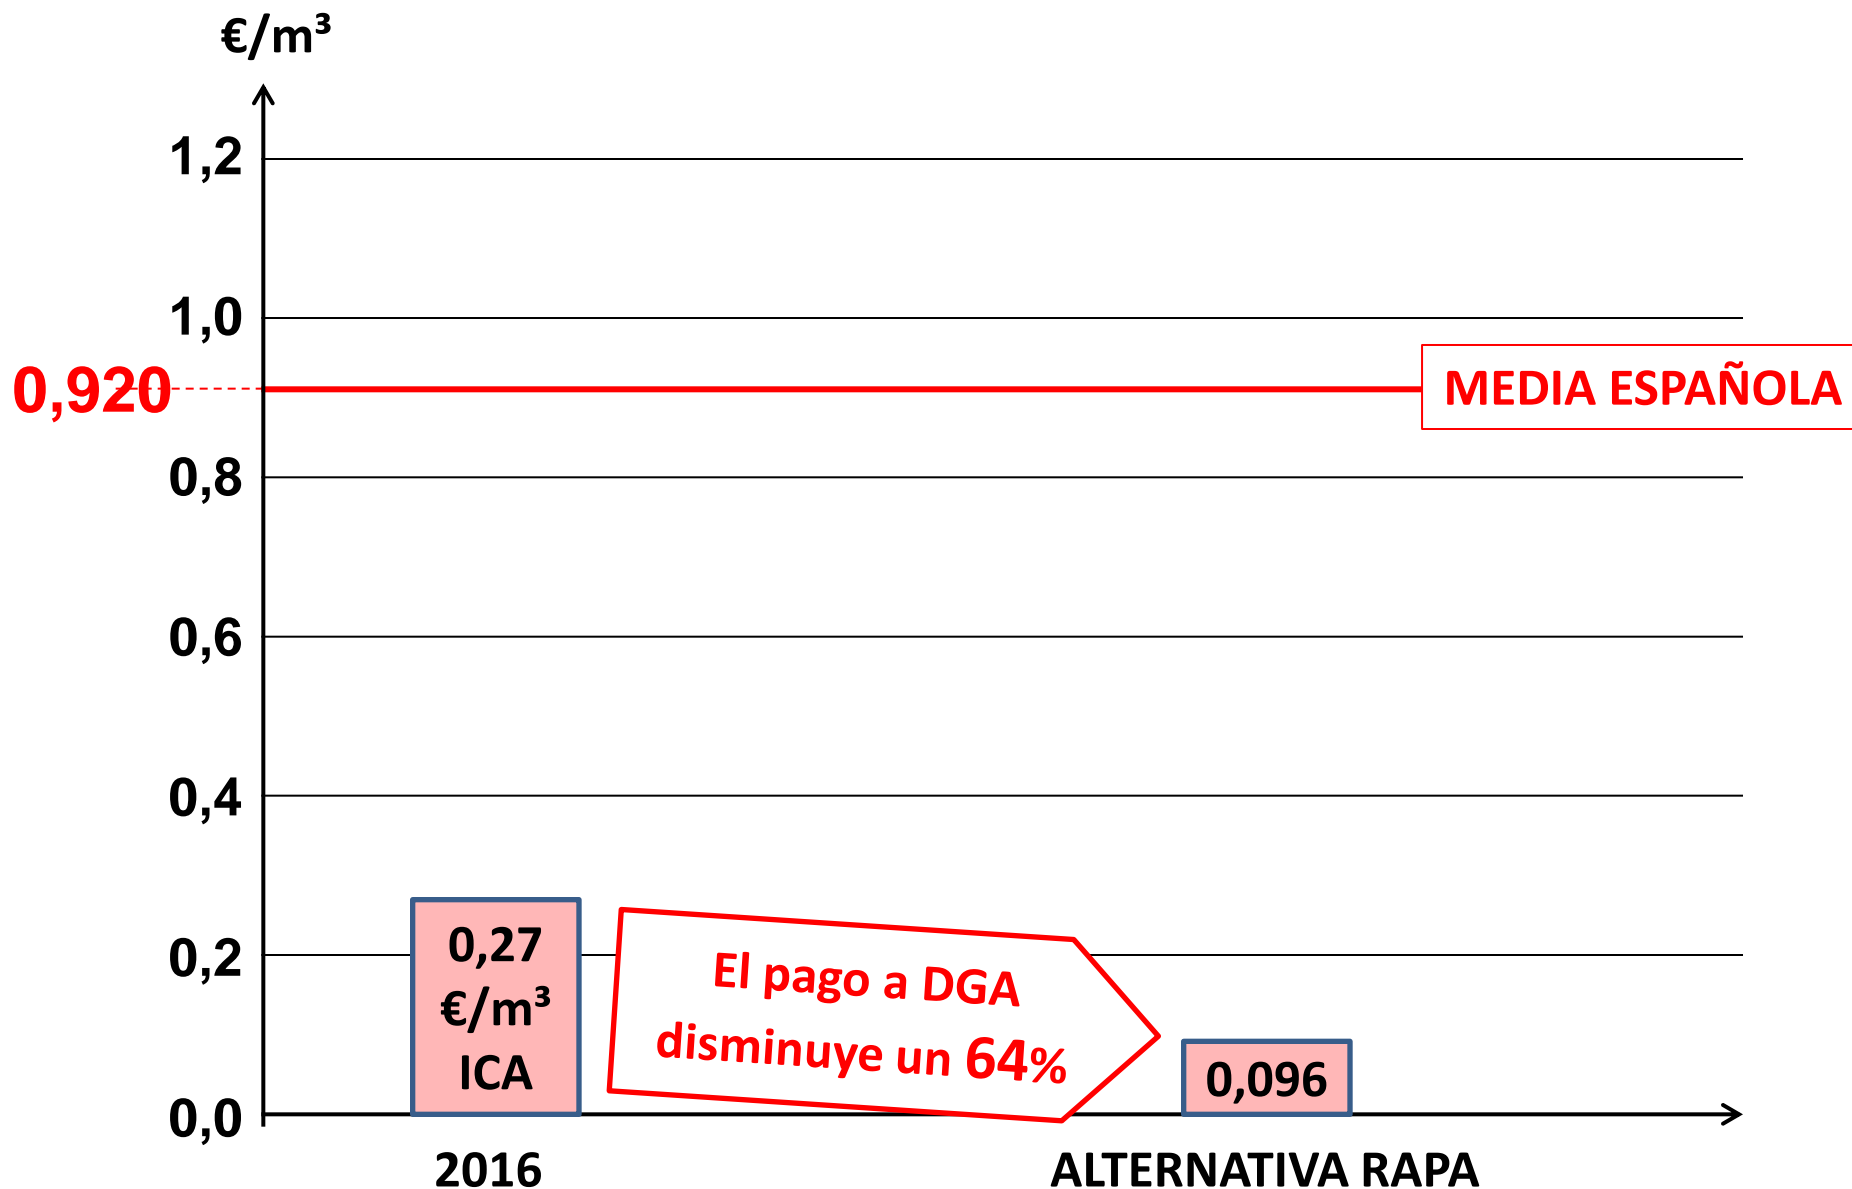 €/m³
1,2
1,0
0,920
MEDIA ESPAÑOLA
0,8
0,6
0,4
0,2
0,0
0,27
€/m³
ICA
El pago a DGA
disminuye un 64%
0,096
2016
ALTERNATIVA RAPA